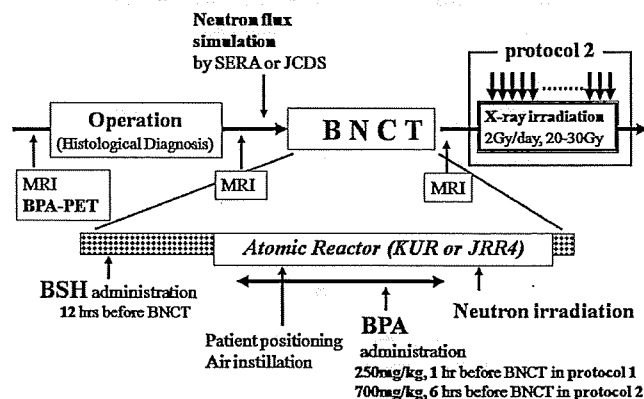 Neutron flux
simulation
by SERA or JCDS
protocol 2
Operation
(Histological Diagnosis)
BNCT
X-ray irradiation
2Gy/day, 20-30Gy
MRI
BPA-PET
MRI
MRI
Atomic Reactor (KUR or JRR4)
BSH administration
12 hrs before BNCT
Patient positioning
Air instillation
BPA
administration
250mg/kg, 1 hr before BNCT in protocol 1
700mg/kg, 6 hrs before BNCT in protocol 2
Neutron irradiation